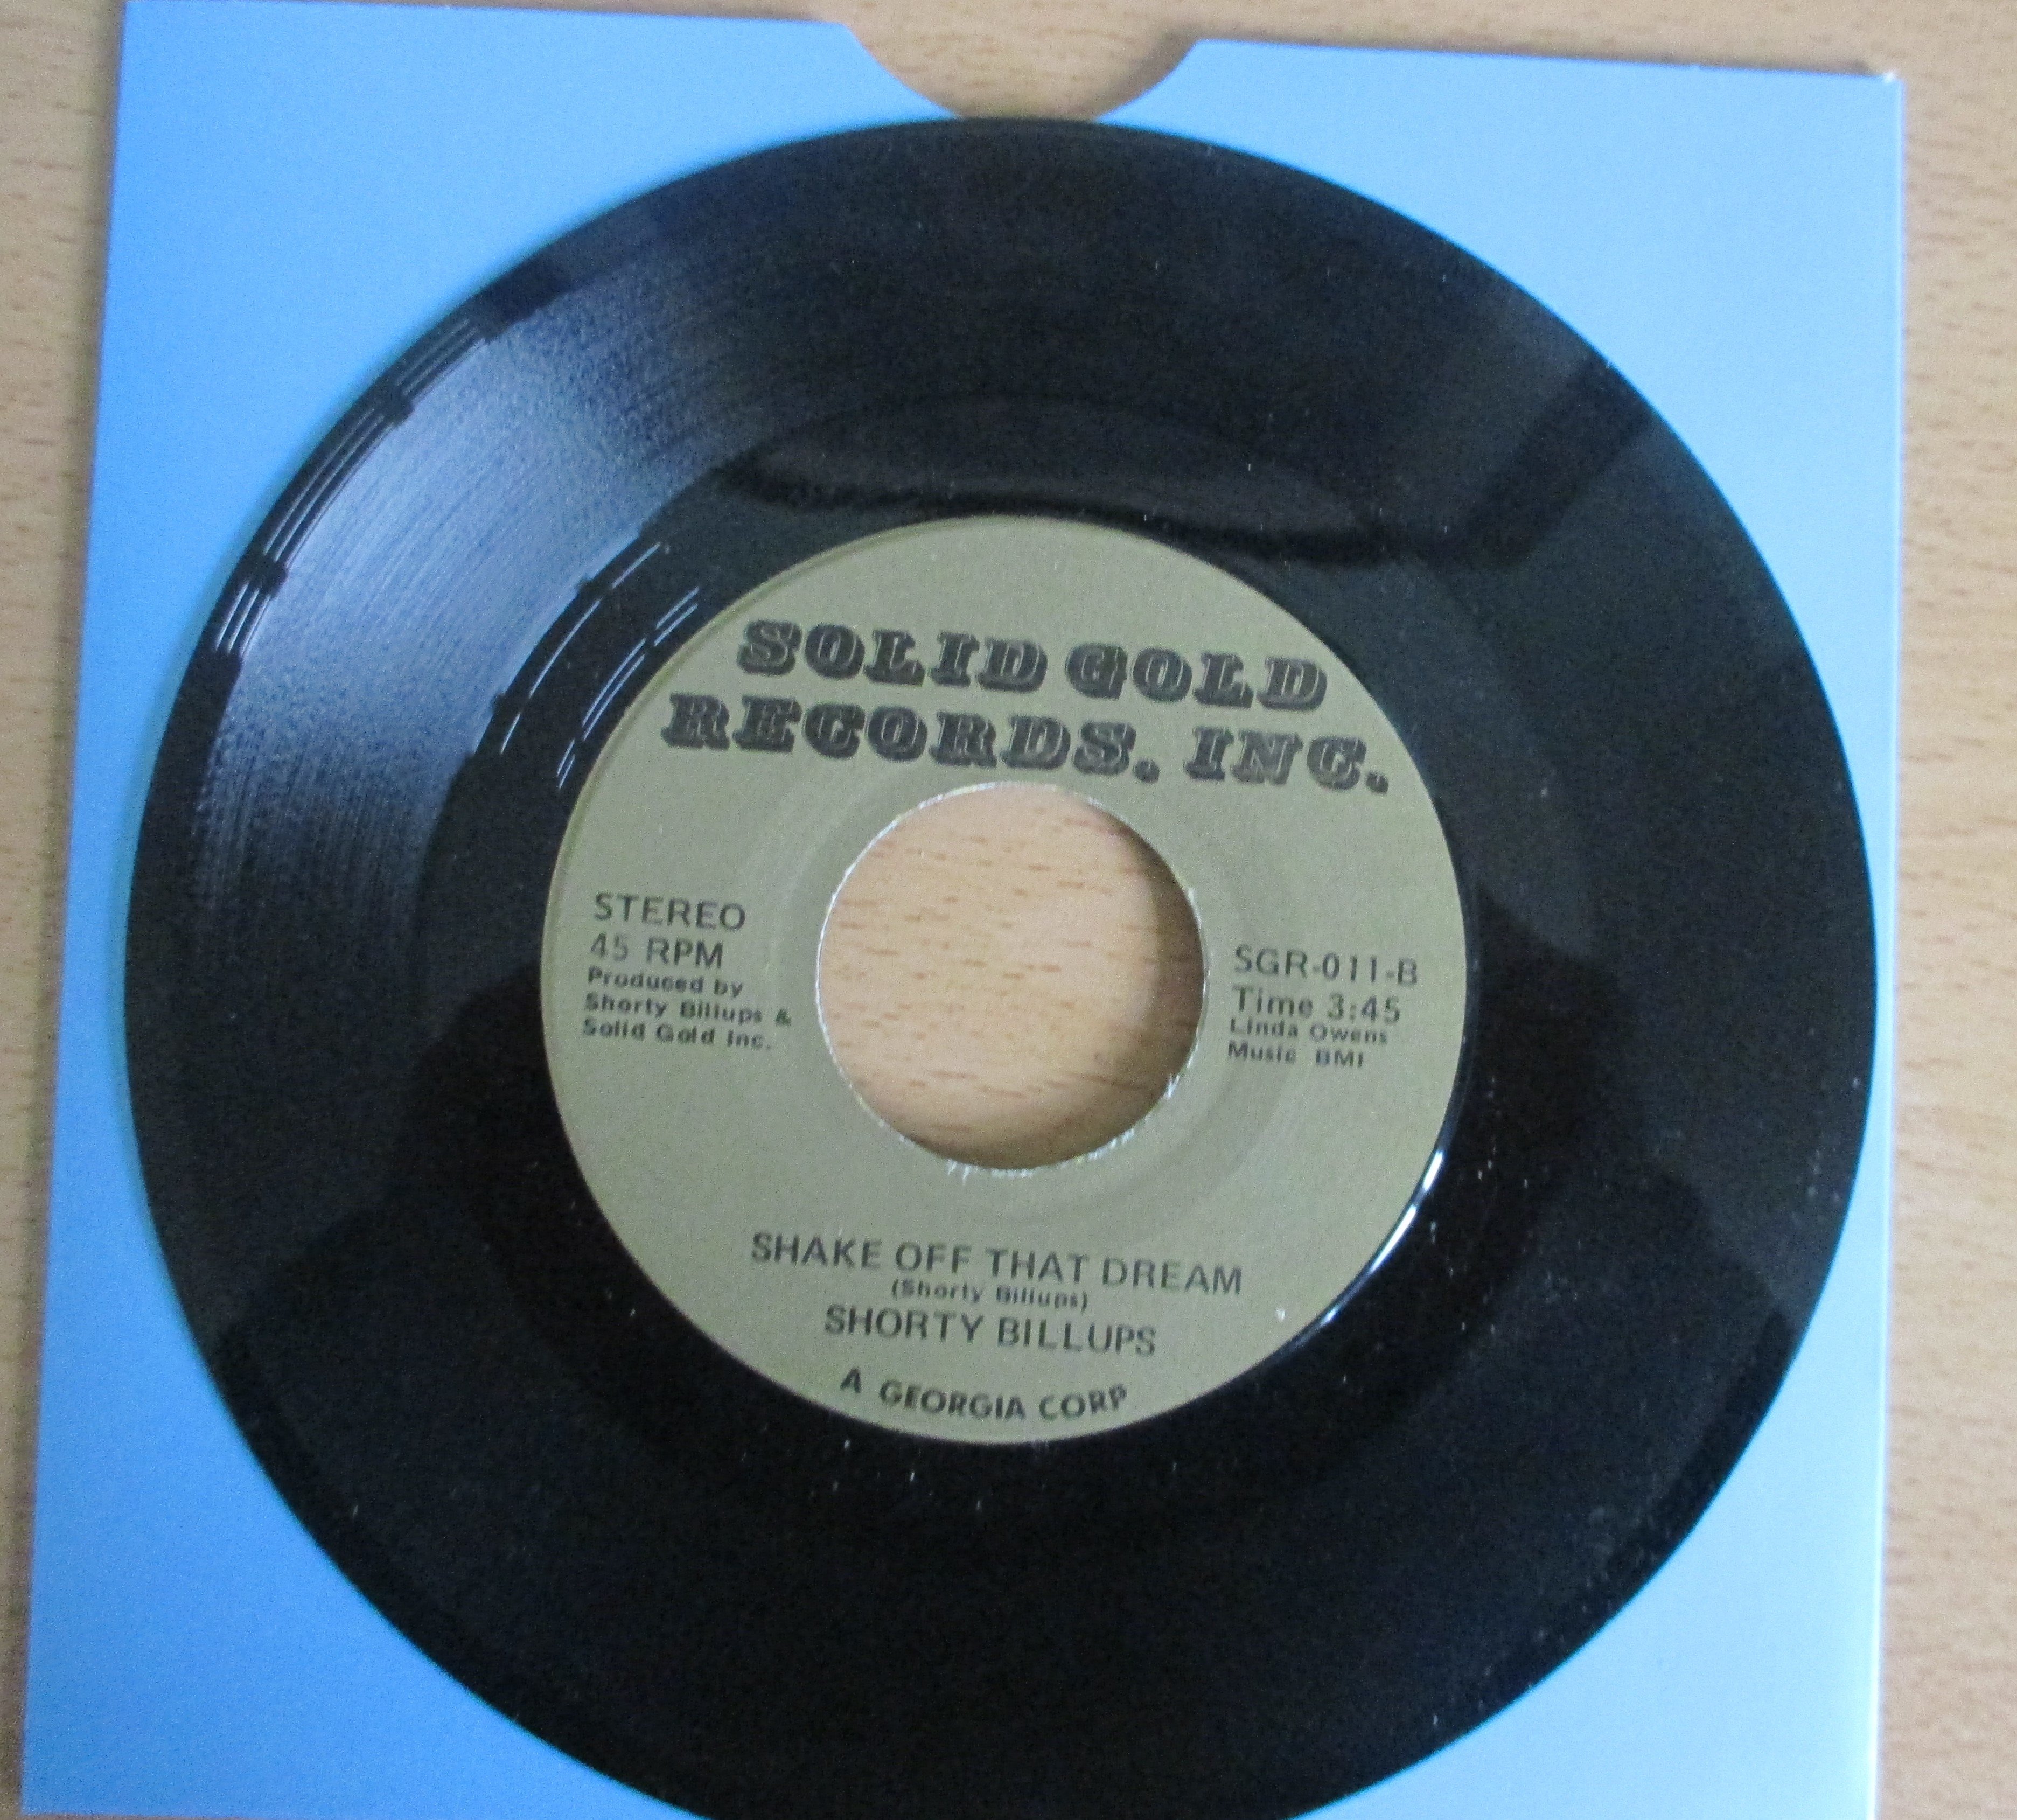 SOLID GOLD
RECORDS, INC.
STEREO
45 RPM
Produced by
Shorty Billups &
Solid Gold Inc.
SGR-011-B
Time 3:45
Linda Owens
Music BMI
SHAKE OFF THAT DREAM
(Shorty Billups)
SHORTY BILLUPS
A GEORGIA CORP